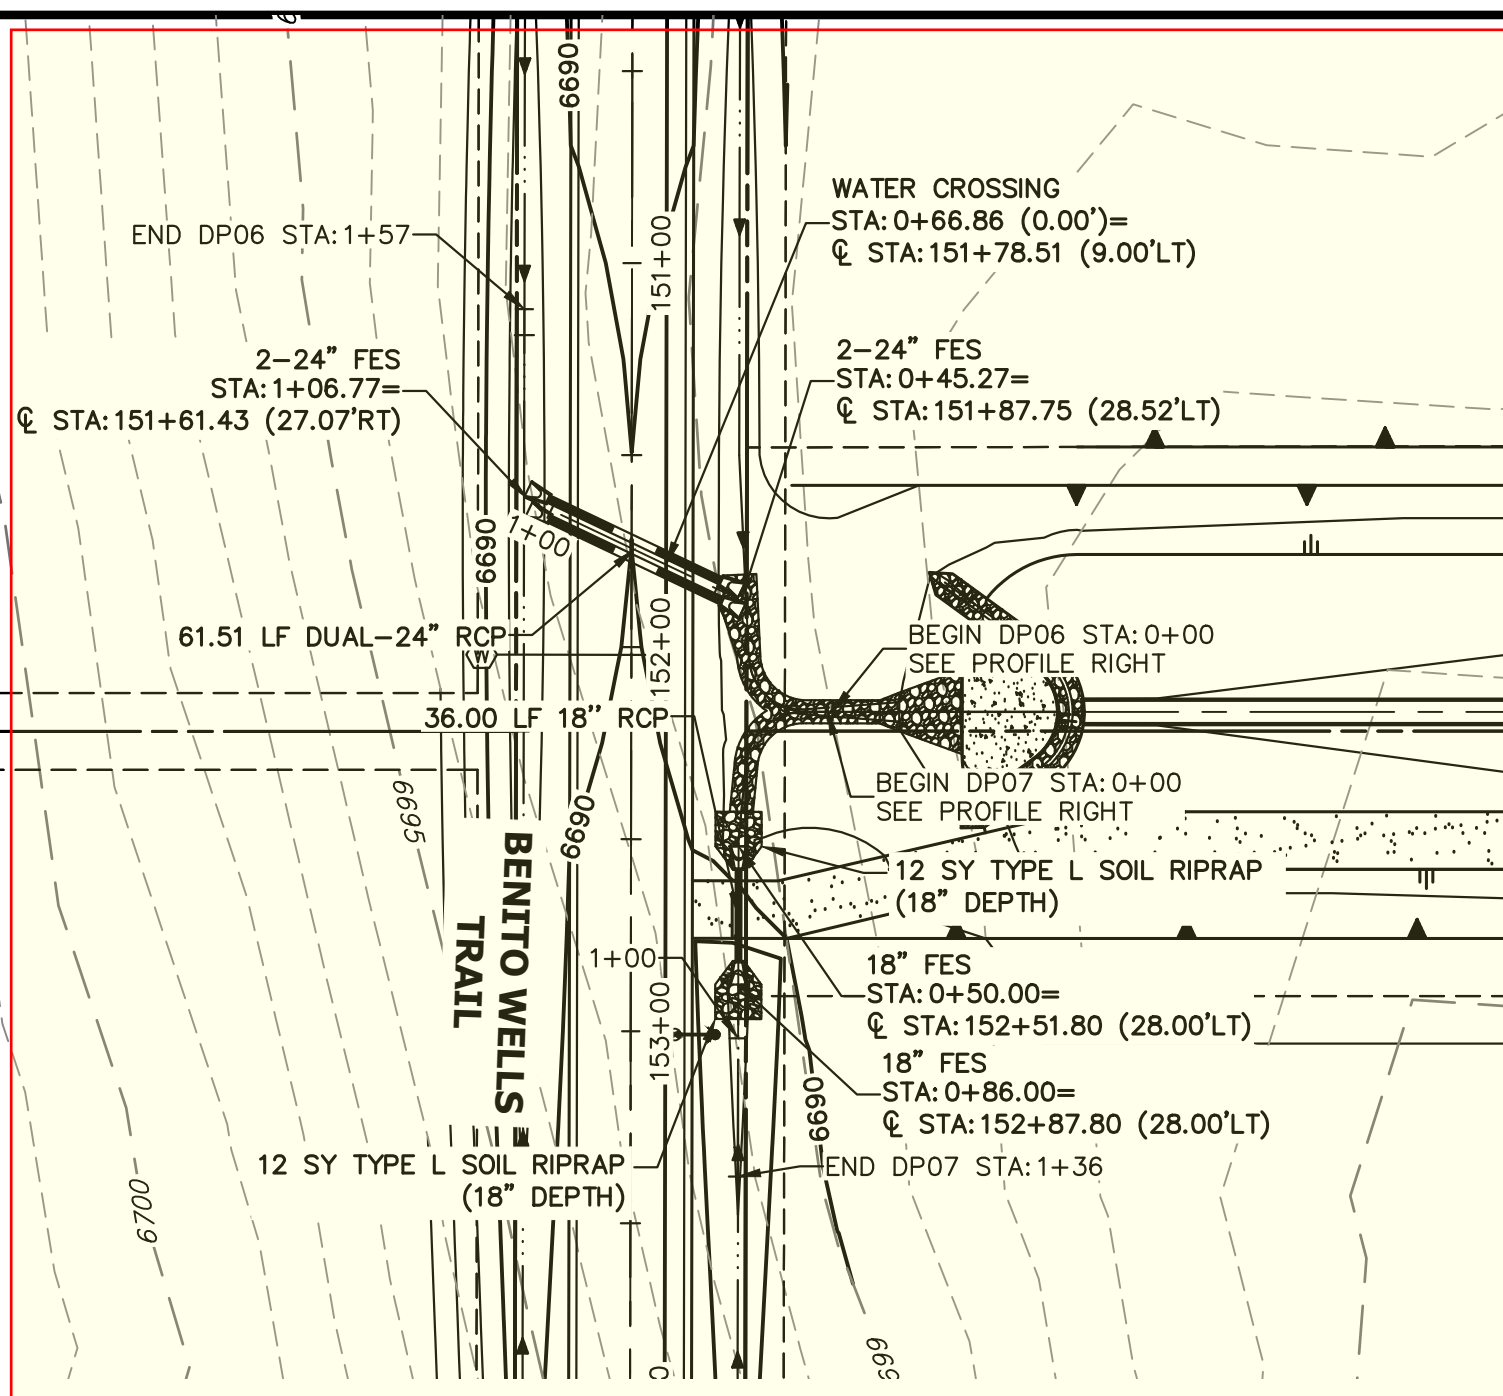 6690
151+00
WATER CROSSING
STA: 0+66.86 (0.00')=
℄ STA: 151+78.51 (9.00'LT)
END DP06 STA: 1+57
2-24" FES
STA: 1+06.77=
℄ STA: 151+61.43 (27.07'RT)
2-24" FES
STA: 0+45.27=
℄ STA: 151+87.75 (28.52'LT)
1+00
6690
61.51 LF DUAL-24" RCP
W
152+00
BEGIN DP06 STA: 0+00
SEE PROFILE RIGHT
36.00 LF 18" RCP
BEGIN DP07 STA: 0+00
SEE PROFILE RIGHT
6695
6690
BENITO WELLS
TRAIL
12 SY TYPE L SOIL RIPRAP
(18" DEPTH)
1+00
153+00
18" FES
STA: 0+50.00=
℄ STA: 152+51.80 (28.00'LT)
18" FES
STA: 0+86.00=
℄ STA: 152+87.80 (28.00'LT)
6690
12 SY TYPE L SOIL RIPRAP
(18" DEPTH)
END DP07 STA: 1+36
6700